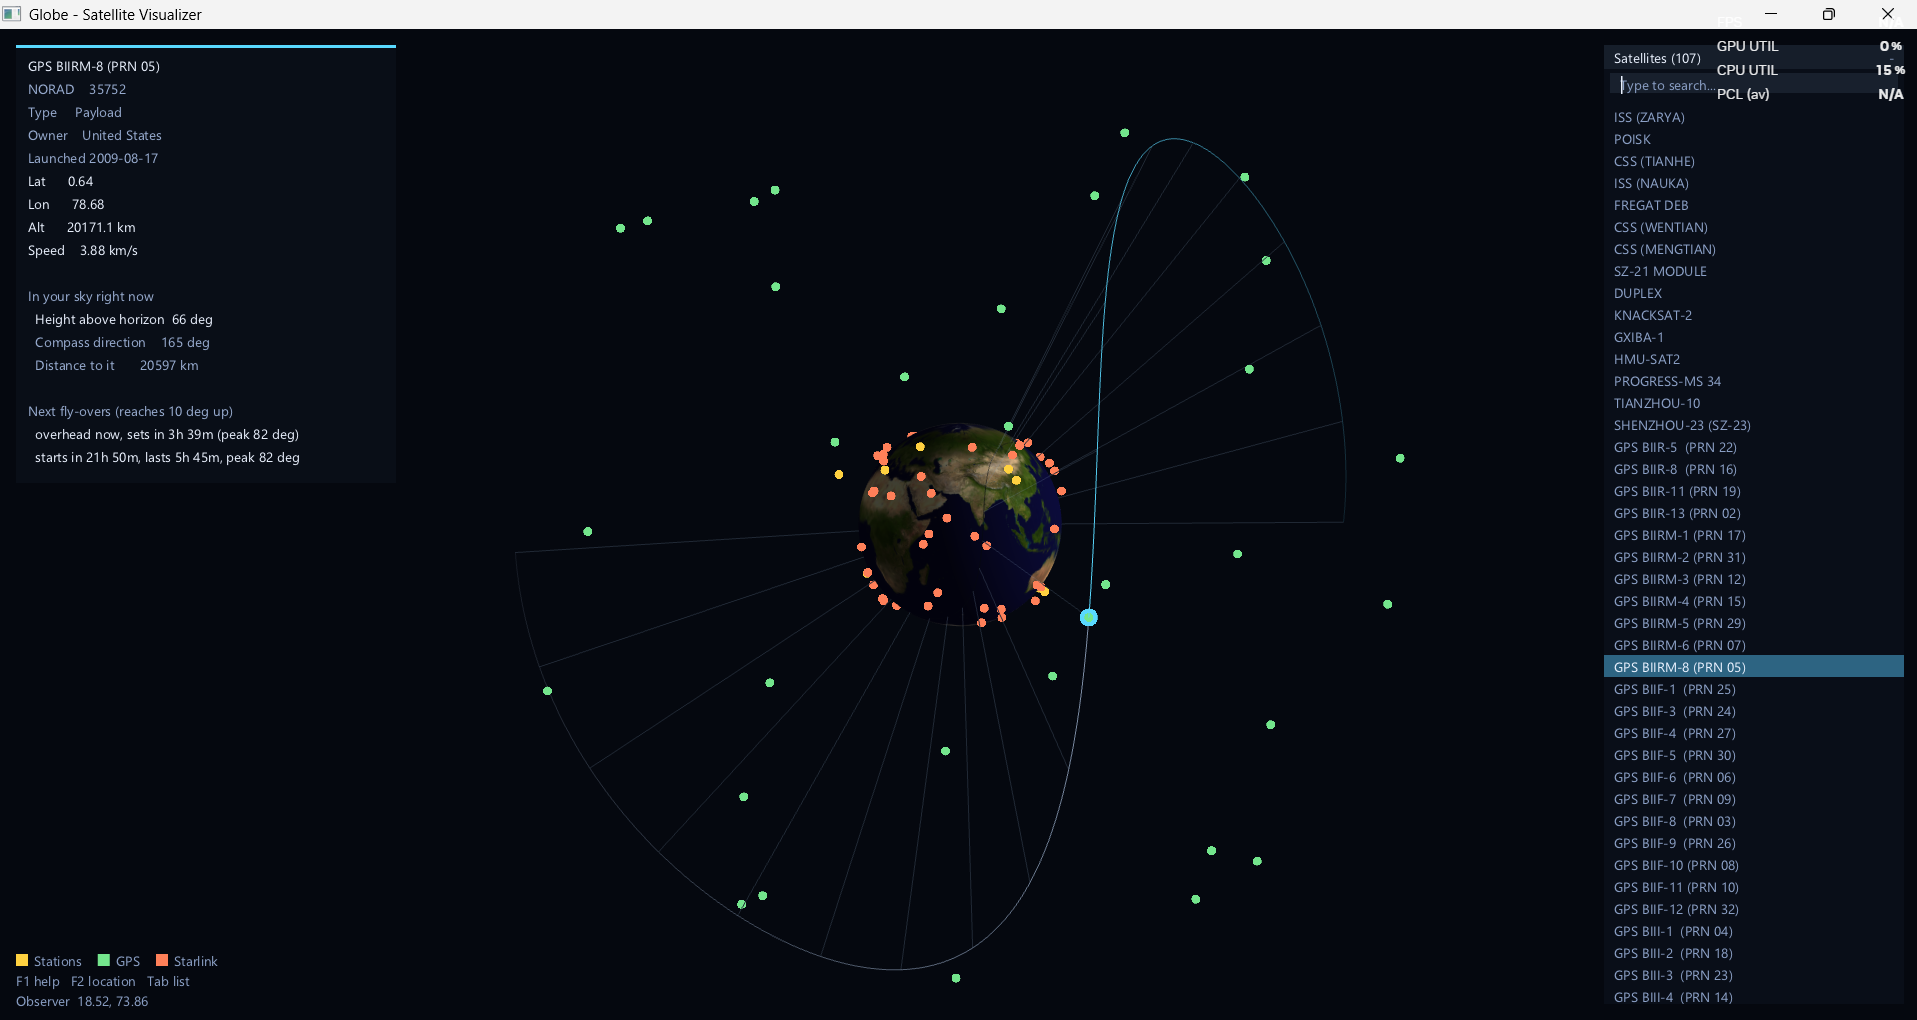 Globe - Satellite Visualizer
GPS BIIRM-8 (PRN 05)
NORAD 35752
Type Payload
Owner United States
Launched 2009-08-17
Lat 0.64
Lon 78.68
Alt 20171.1 km
Speed 3.88 km/s
In your sky right now
Height above horizon 66 deg
Compass direction 165 deg
Distance to it 20597 km
Next fly-overs (reaches 10 deg up)
overhead now, sets in 3h 39m (peak 82 deg)
starts in 21h 50m, lasts 5h 45m, peak 82 deg
Stations GPS Starlink
F1 help F2 location Tab list
Observer 18.52, 73.86
FPS N/A
GPU UTIL 0%
CPU UTIL 15%
PCL (av) N/A
Satellites (107)
Type to search...
ISS (ZARYA)
POISK
CSS (TIANHE)
ISS (NAUKA)
FREGAT DEB
CSS (WENTIAN)
CSS (MENGTIAN)
SZ-21 MODULE
DUPLEX
KNACKSAT-2
GXIBA-1
HMU-SAT2
PROGRESS-MS 34
TIANZHOU-10
SHENZHOU-23 (SZ-23)
GPS BIIR-5 (PRN 22)
GPS BIIR-8 (PRN 16)
GPS BIIR-11 (PRN 19)
GPS BIIR-13 (PRN 02)
GPS BIIRM-1 (PRN 17)
GPS BIIRM-2 (PRN 31)
GPS BIIRM-3 (PRN 12)
GPS BIIRM-4 (PRN 15)
GPS BIIRM-5 (PRN 29)
GPS BIIRM-6 (PRN 07)
GPS BIIRM-8 (PRN 05)
GPS BIIF-1 (PRN 25)
GPS BIIF-3 (PRN 24)
GPS BIIF-4 (PRN 27)
GPS BIIF-5 (PRN 30)
GPS BIIF-6 (PRN 06)
GPS BIIF-7 (PRN 09)
GPS BIIF-8 (PRN 03)
GPS BIIF-9 (PRN 26)
GPS BIIF-10 (PRN 08)
GPS BIIF-11 (PRN 10)
GPS BIIF-12 (PRN 32)
GPS BIII-1 (PRN 04)
GPS BIII-2 (PRN 18)
GPS BIII-3 (PRN 23)
GPS BIII-4 (PRN 14)